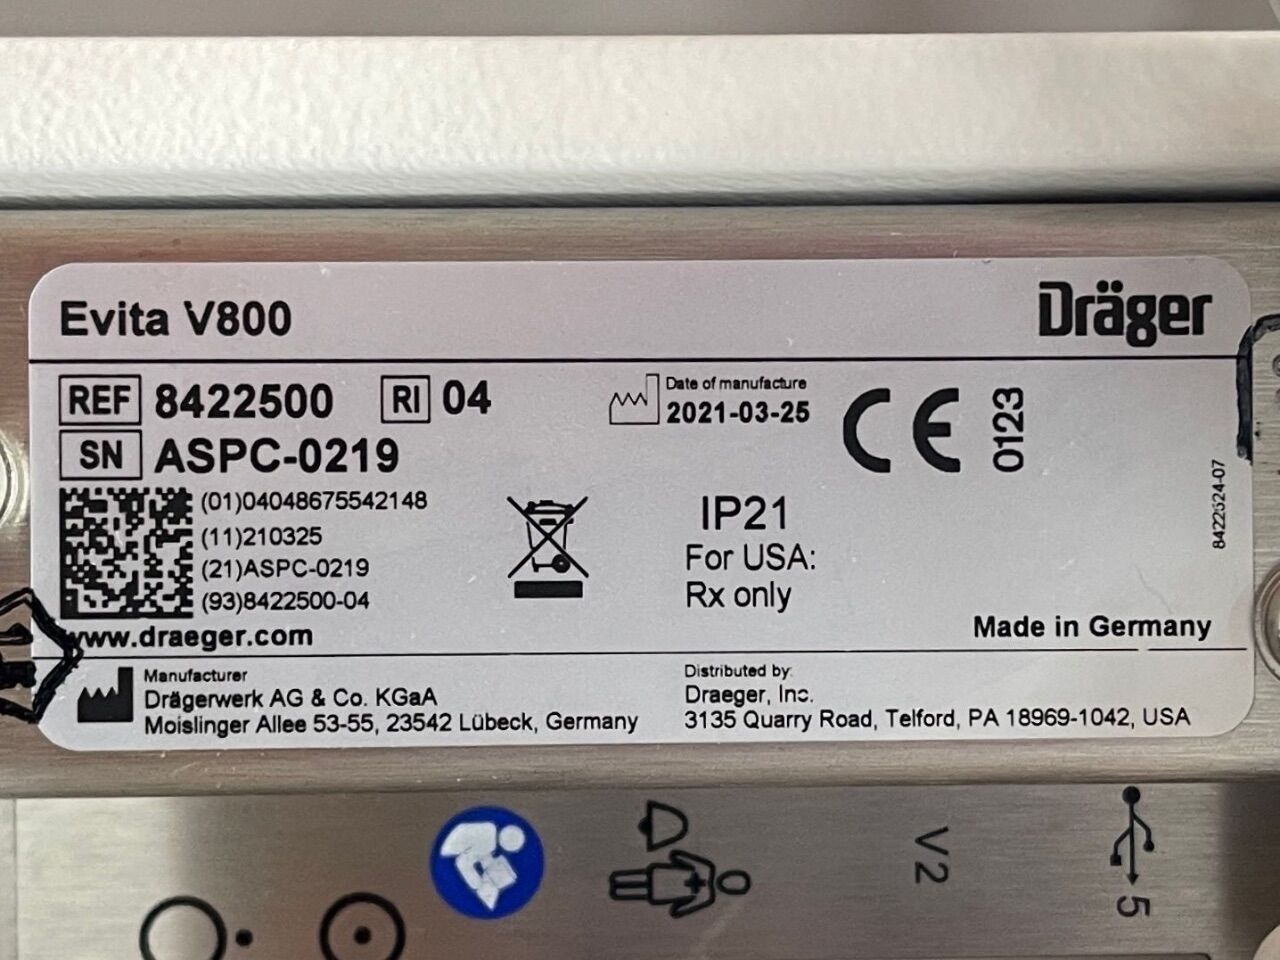 Evita V800
Dräger
REF 8422500 RI 04
SN ASPC-0219
Date of manufacture
2021-03-25
CE 0123
(01)04048675542148
(11)210325
(21)ASPC-0219
(93)8422500-04
www.draeger.com
IP21
For USA:
Rx only
8422524-07
Made in Germany
Manufacturer
Drägerwerk AG & Co. KGaA
Moislinger Allee 53-55, 23542 Lübeck, Germany
Distributed by:
Draeger, Inc.
3135 Quarry Road, Telford, PA 18969-1042, USA
V2
5